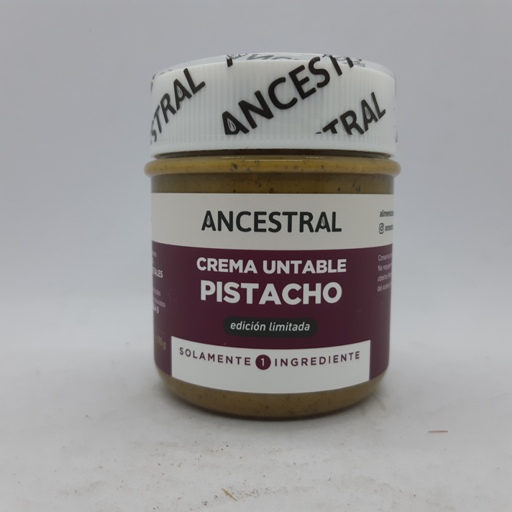 ANCESTRAL
ANCESTRAL
CREMA UNTABLE
PISTACHO
edición limitada
SOLAMENTE 1 INGREDIENTE